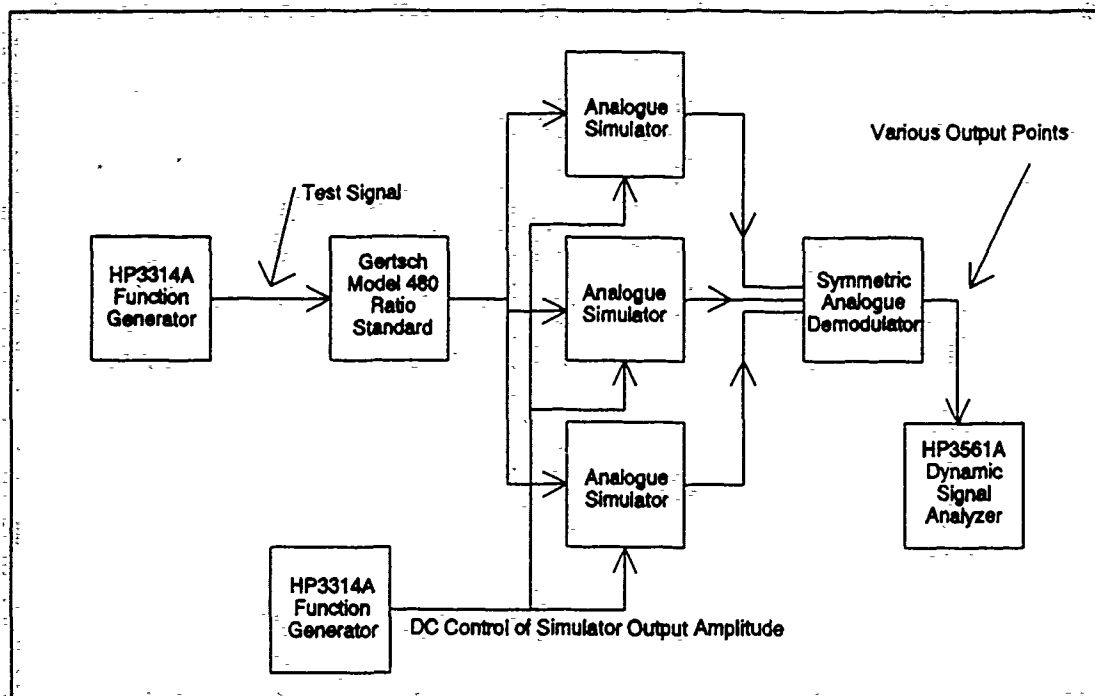 Analogue
Simulator
Various Output Points
Test Signal
HP3314A
Function
Generator
Gertsch
Model 480
Ratio
Standard
Analogue
Simulator
Symmetric
Analogue
Demodulator
Analogue
Simulator
HP3561A
Dynamic
Signal
Analyzer
HP3314A
Function
Generator
DC Control of Simulator Output Amplitude